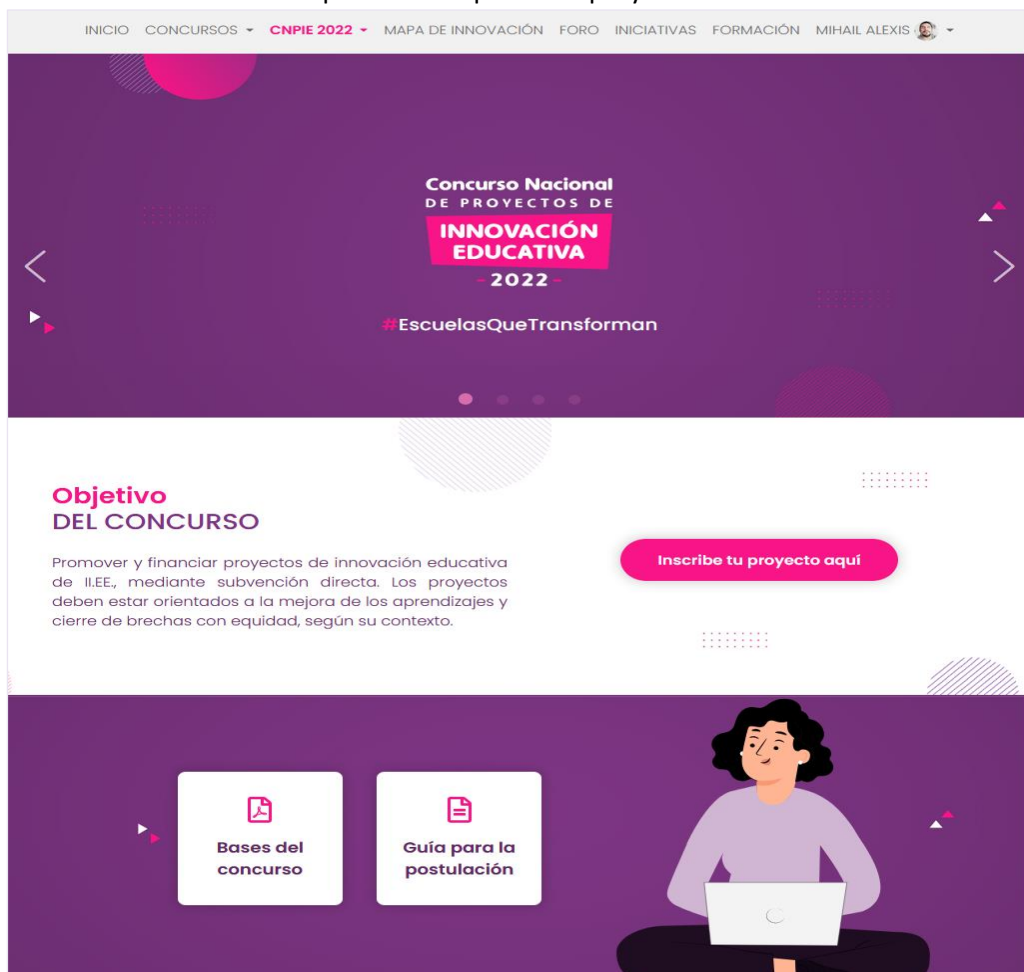 INICIO CONCURSOS CNPIE 2022 MAPA DE INNOVACIÓN FORO INICIATIVAS FORMACIÓN MIHAIL ALEXIS
Concurso Nacional
DE PROYECTOS DE
INNOVACIÓN
EDUCATIVA
-2022-
#EscuelasQueTransforman
Objetivo
DEL CONCURSO
Promover y financiar proyectos de innovación educativa
de II.EE., mediante subvención directa. Los proyectos
deben estar orientados a la mejora de los aprendizajes y
cierre de brechas con equidad, según su contexto.
Inscribe tu proyecto aquí
Bases del
concurso
Guía para la
postulación